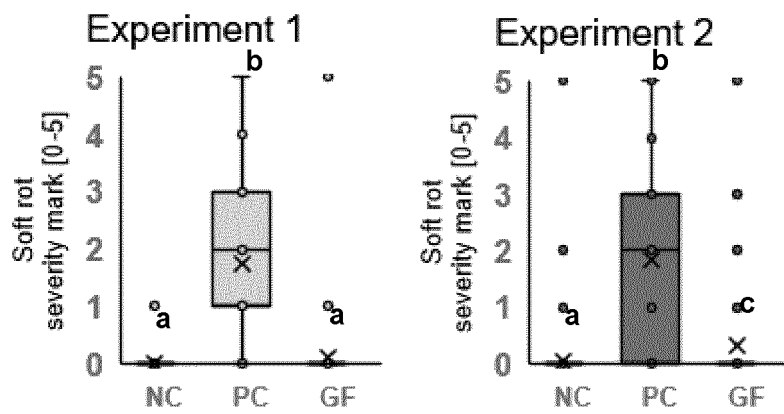 Experiment 1
Soft rot
severity mark [0-5]
5
4
3
2
1
0
a
b
a
NC
PC
GF
Experiment 2
Soft rot
severity mark [0-5]
5
4
3
2
1
0
a
b
c
NC
PC
GF